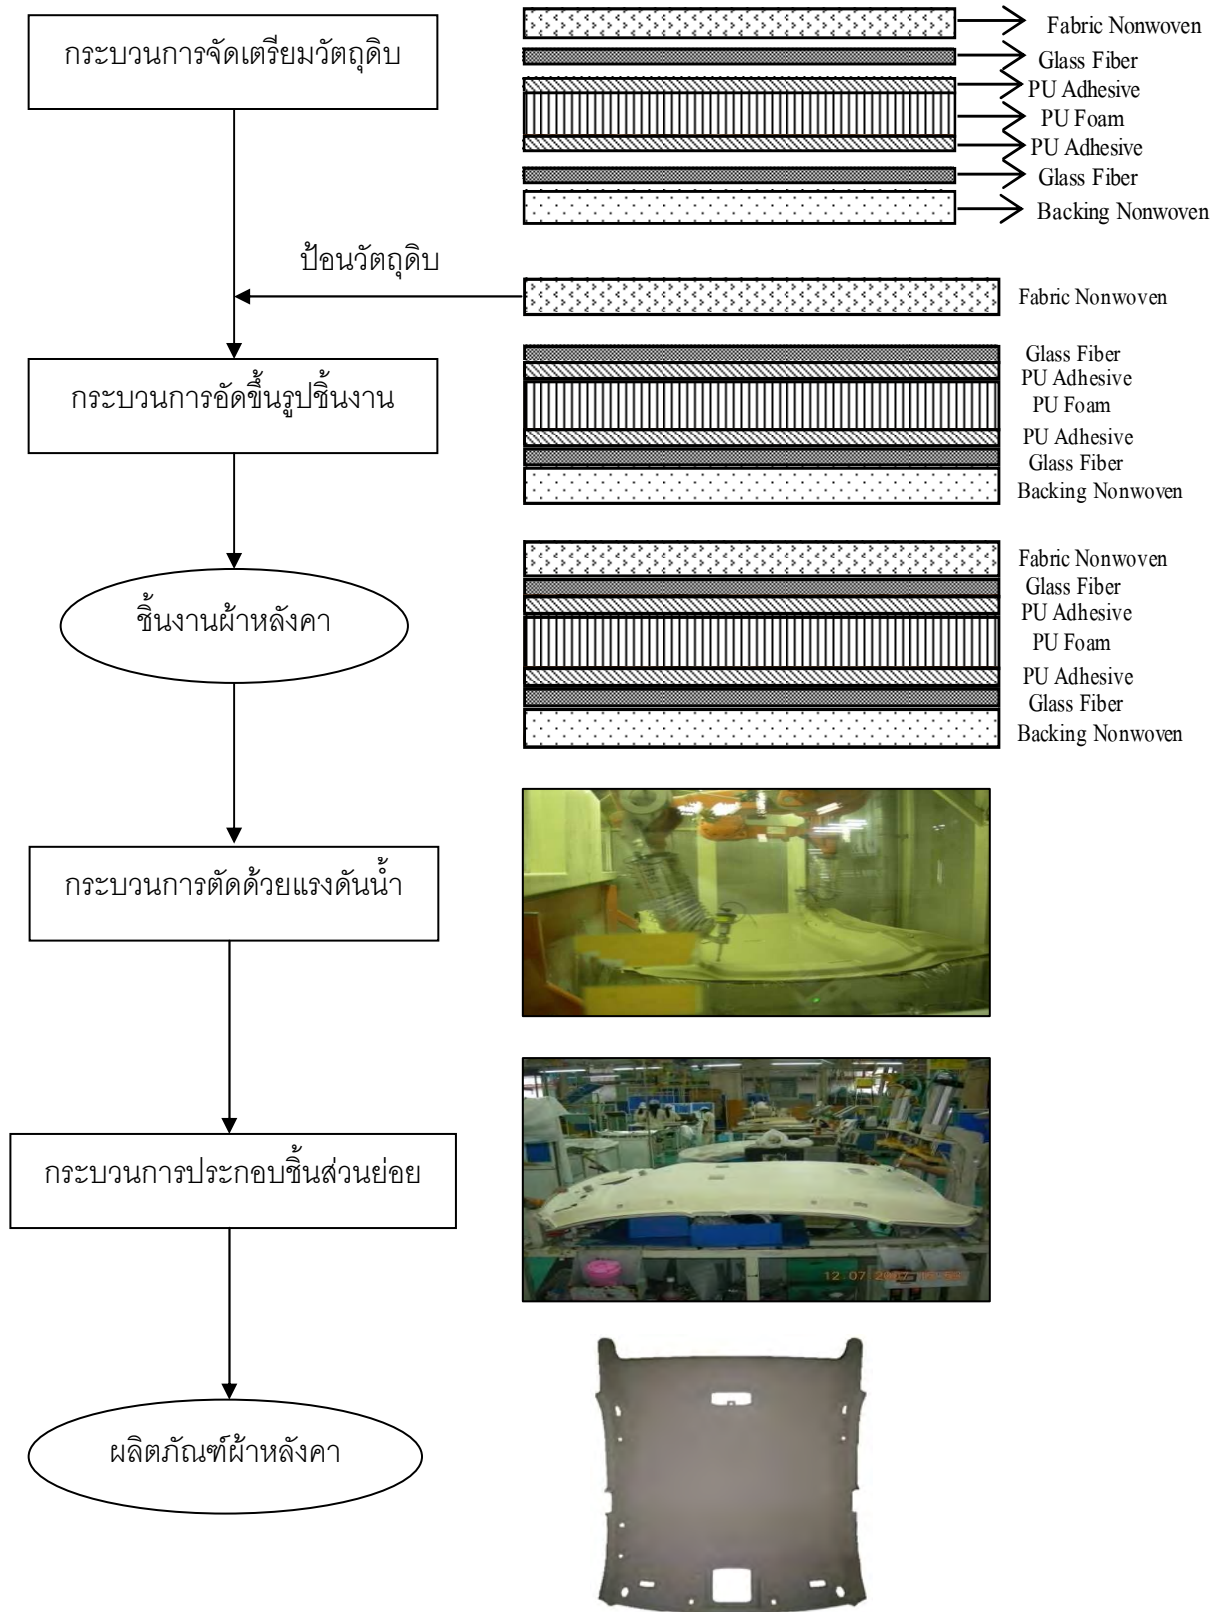 กระบวนการจัดเตรียมวัตถุดิบ
Fabric Nonwoven
Glass Fiber
PU Adhesive
PU Foam
PU Adhesive
Glass Fiber
Backing Nonwoven
ป้อนวัตถุดิบ
Fabric Nonwoven
กระบวนการอัดขึ้นรูปชิ้นงาน
Glass Fiber
PU Adhesive
PU Foam
PU Adhesive
Glass Fiber
Backing Nonwoven
ชิ้นงานผ้าหลังคา
Fabric Nonwoven
Glass Fiber
PU Adhesive
PU Foam
PU Adhesive
Glass Fiber
Backing Nonwoven
กระบวนการตัดด้วยแรงดันน้ำ
กระบวนการประกอบชิ้นส่วนย่อย
12.07.2007
ผลิตภัณฑ์ผ้าหลังคา